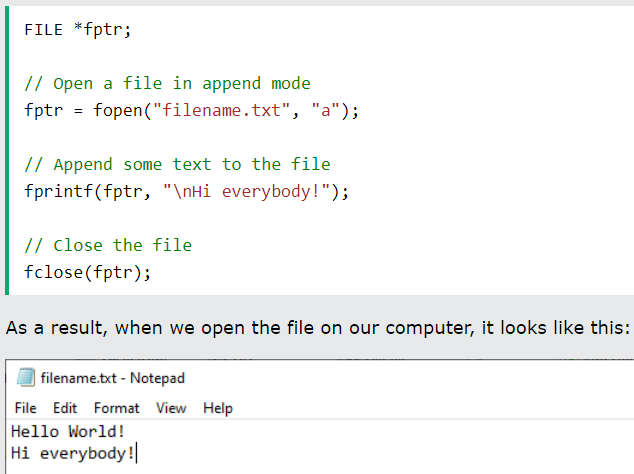 FILE *fptr;
// Open a file in append mode
fptr = fopen("filename.txt", "a");
// Append some text to the file
fprintf(fptr, "\nHi everybody!");
// Close the file
fclose(fptr);
As a result, when we open the file on our computer, it looks like this:
filename.txt - Notepad
File Edit Format View Help
Hello World!
Hi everybody!